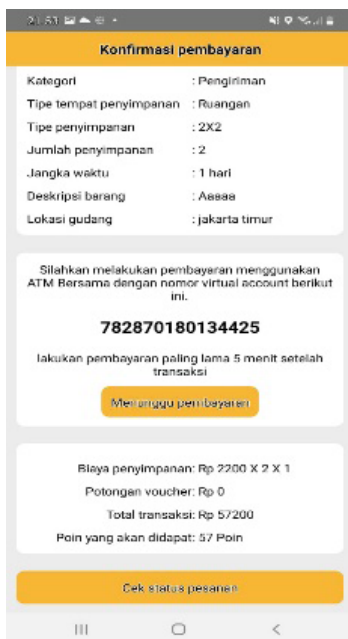 21:53
Konfirmasi pembayaran
Kategori : Pengiriman
Tipe tempat penyimpanan : Ruangan
Tipe penyimpanan : 2X2
Jumlah penyimpanan : 2
Jangka waktu : 1 hari
Deskripsi barang : Aaaaa
Lokasi gudang : jakarta timur
Silahkan melakukan pembayaran menggunakan
ATM Bersama dengan nomor virtual account berikut
ini.
782870180134425
lakukan pembayaran paling lama 5 menit setelah
transaksi
Menunggu pembayaran
Biaya penyimpanan: Rp 2200 X 2 X 1
Potongan voucher: Rp 0
Total transaksi: Rp 57200
Poin yang akan didapat: 57 Poin
Cek status pesanan